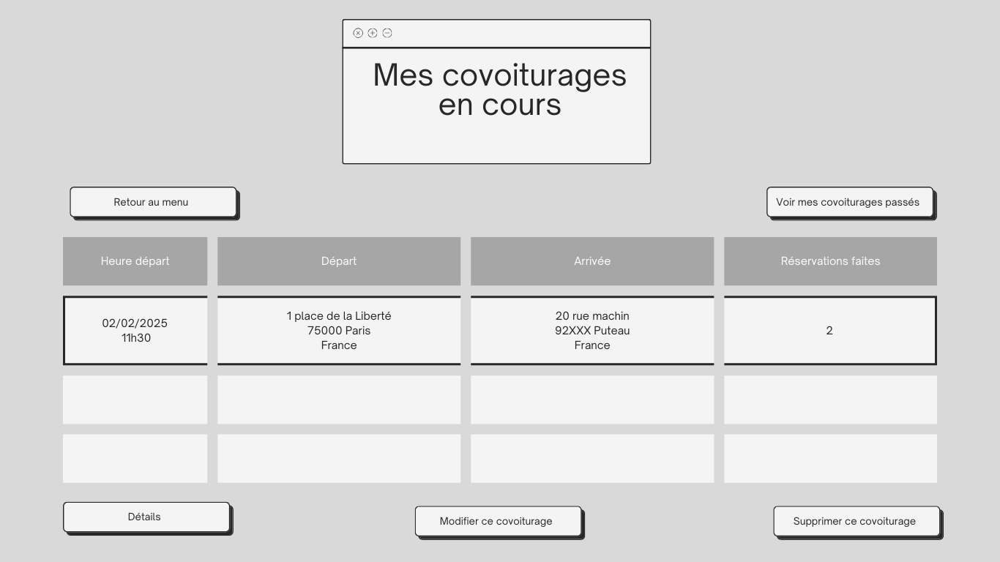 Mes covoiturages
en cours
Retour au menu
Voir mes covoiturages passés
Heure départ
Départ
Arrivée
Réservations faites
02/02/2025
11h30
1 place de la Liberté
75000 Paris
France
20 rue machin
92XXX Puteau
France
2
Détails
Modifier ce covoiturage
Supprimer ce covoiturage